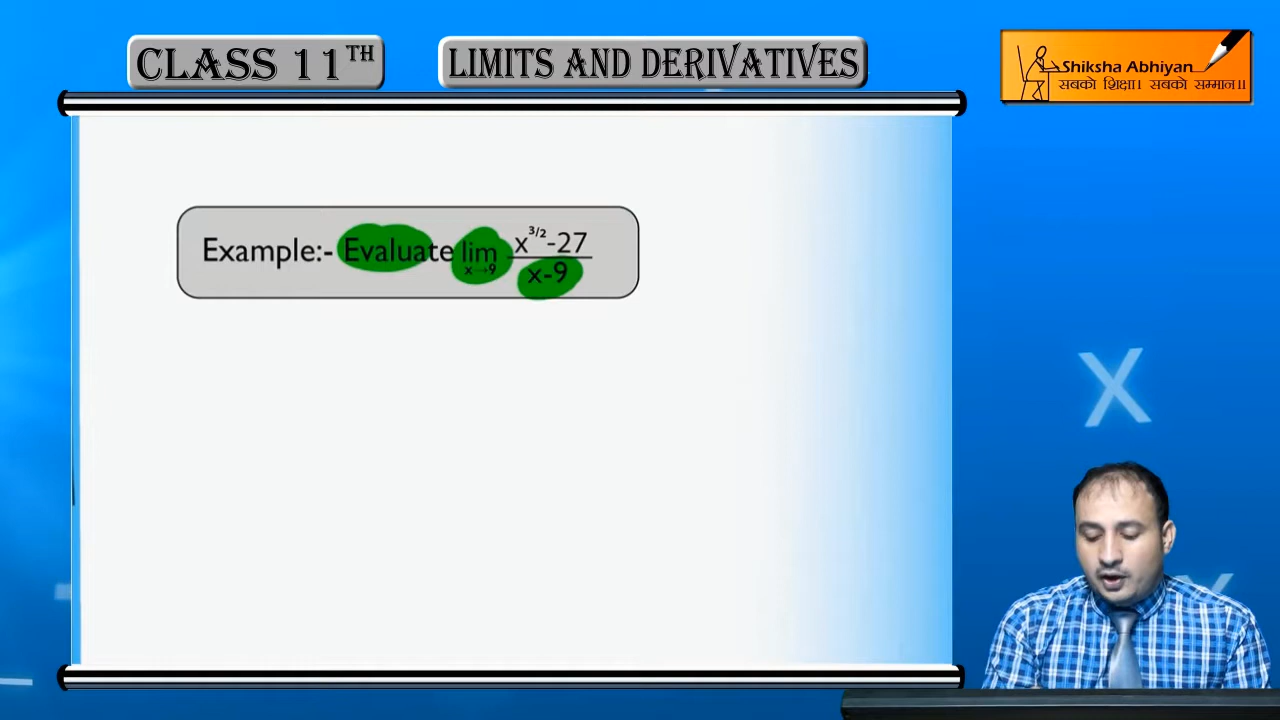 CLASS 11TH
LIMITS AND DERIVATIVES
Shiksha Abhiyan
सबको शिक्षा। सबको सम्मान॥
Example:- Evaluate lim x→9 x^3/2-27
x-9
X